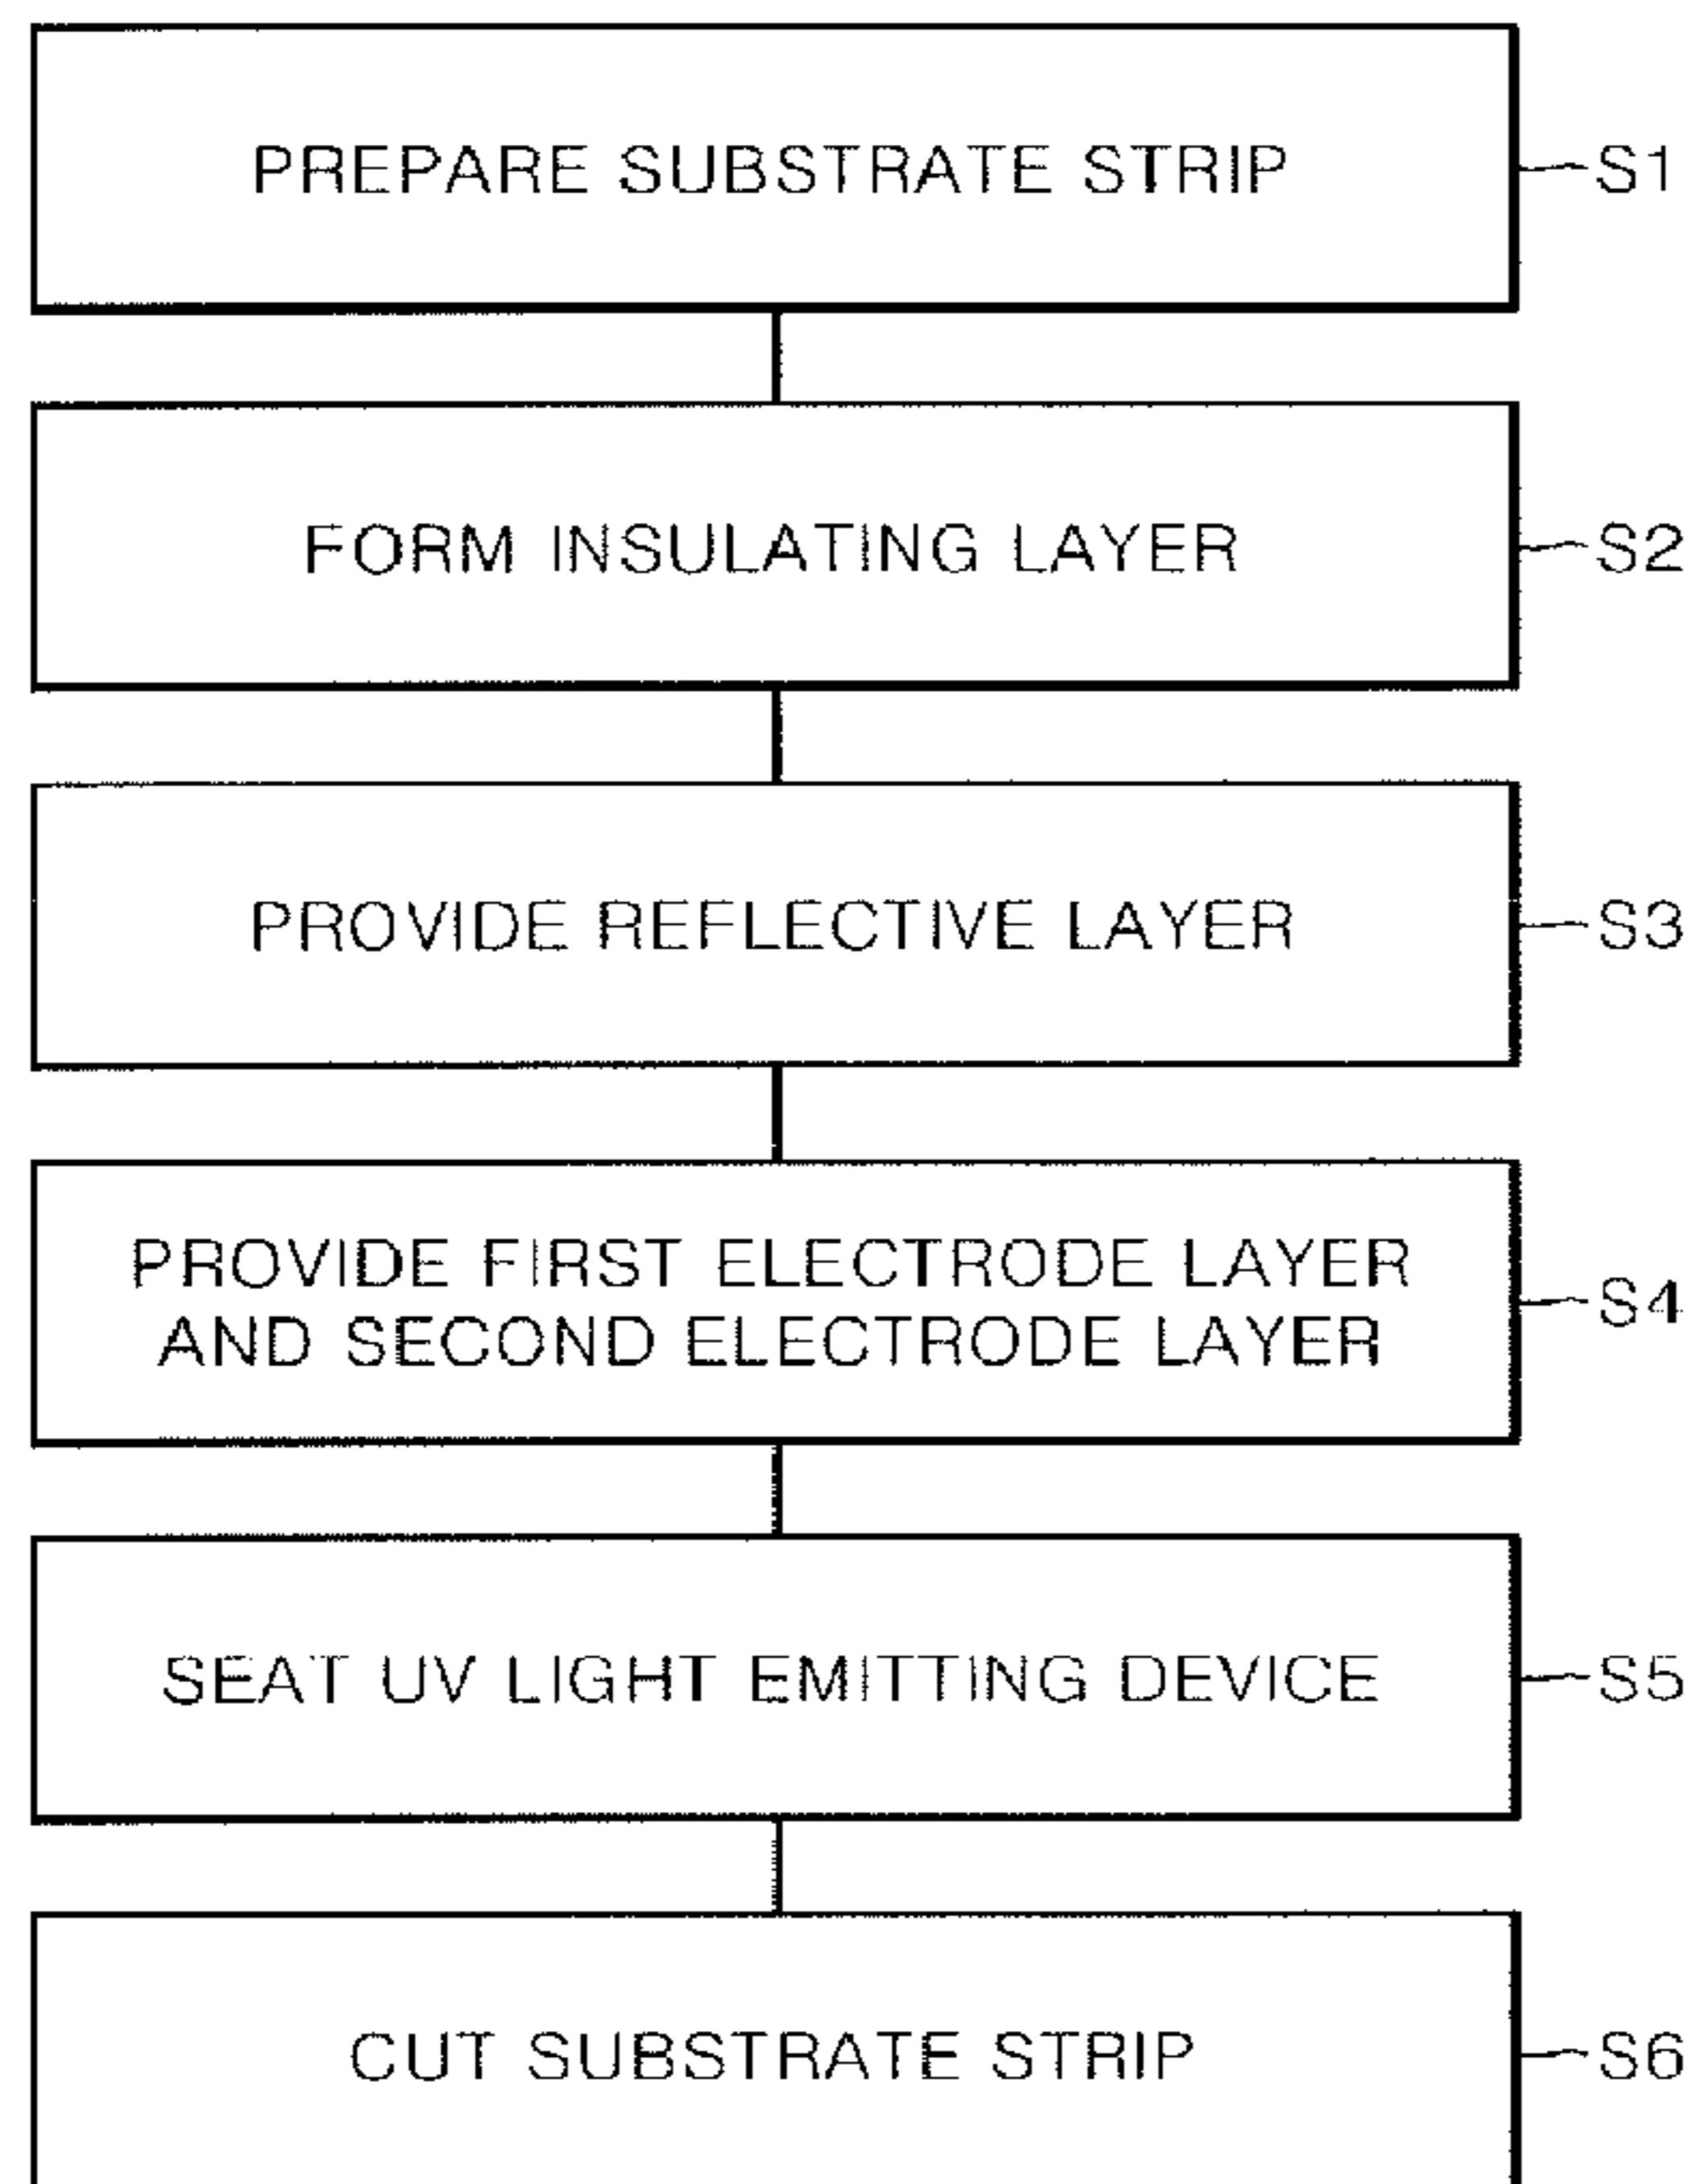 PREPARE SUBSTRATE STRIP
S1
FORM INSULATING LAYER
S2
PROVIDE REFLECTIVE LAYER
S3
PROVIDE FIRST ELECTRODE LAYER
AND SECOND ELECTRODE LAYER
S4
SEAT UV LIGHT EMITTING DEVICE
S5
CUT SUBSTRATE STRIP
S6